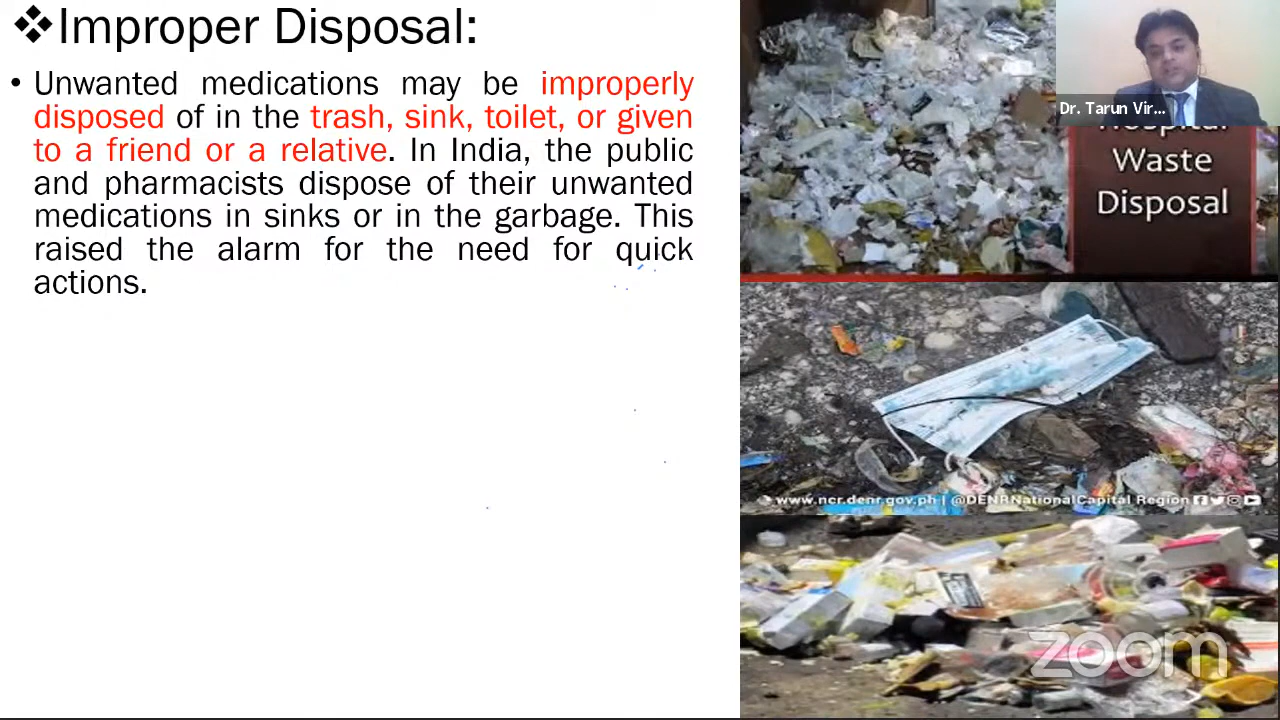 ❖Improper Disposal:
• Unwanted medications may be improperly
disposed of in the trash, sink, toilet, or given
to a friend or a relative. In India, the public
and pharmacists dispose of their unwanted
medications in sinks or in the garbage. This
raised the alarm for the need for quick
actions.
Dr. Tarun Vir...
Hospital
Waste
Disposal
www.ncr.denr.gov.ph | @DENRNationalCapital Region
zoom